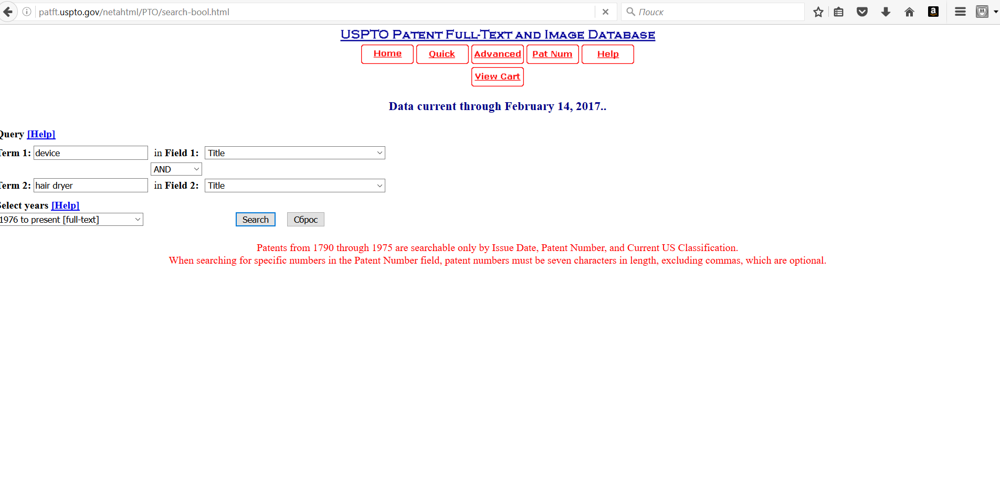 patft.uspto.gov/netahtml/PTO/search-bool.html Поиск
USPTO Patent Full-Text and Image Database
Home Quick Advanced Pat Num Help
View Cart
Data current through February 14, 2017..
Query [Help]
Term 1: device in Field 1: Title
AND
Term 2: hair dryer in Field 2: Title
Select years [Help]
1976 to present [full-text] Search Сброс
Patents from 1790 through 1975 are searchable only by Issue Date, Patent Number, and Current US Classification.
When searching for specific numbers in the Patent Number field, patent numbers must be seven characters in length, excluding commas, which are optional.